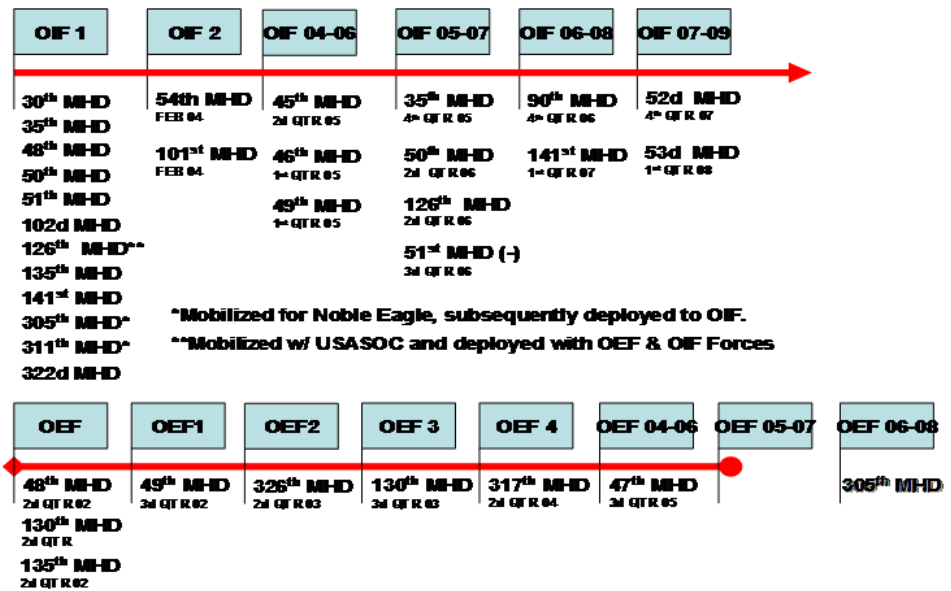 OIF 1
OIF 2
OIF 04-06
OIF 05-07
OIF 06-08
OIF 07-09
30th MHD
35th MHD
48th MHD
50th MHD
51th MHD
102d MHD
126th MHD**
135th MHD
141st MHD
305th MHD*
311th MHD*
322d MHD
54th MHD
FEB 04
101st MHD
FEB 04
45th MHD
2d QTR 05
46th MHD
1st QTR 05
49th MHD
1st QTR 05
35th MHD
4th QTR 05
50th MHD
2d QTR 06
126th MHD
2d QTR 06
51st MHD (-)
3d QTR 06
90th MHD
4th QTR 06
141st MHD
1st QTR 07
52d MHD
4th QTR 07
53d MHD
1st QTR 08
*Mobilized for Noble Eagle, subsequently deployed to OIF.
**Mobilized w/ USASOC and deployed with OEF & OIF Forces
OEF
OEF1
OEF2
OEF 3
OEF 4
OEF 04-06
OEF 05-07
OEF 06-08
48th MHD
2d QTR 02
130th MHD
2d QTR
135th MHD
2d QTR 02
49th MHD
3d QTR 02
326th MHD
2d QTR 03
130th MHD
3d QTR 03
317th MHD
2d QTR 04
47th MHD
3d QTR 05
305th MHD